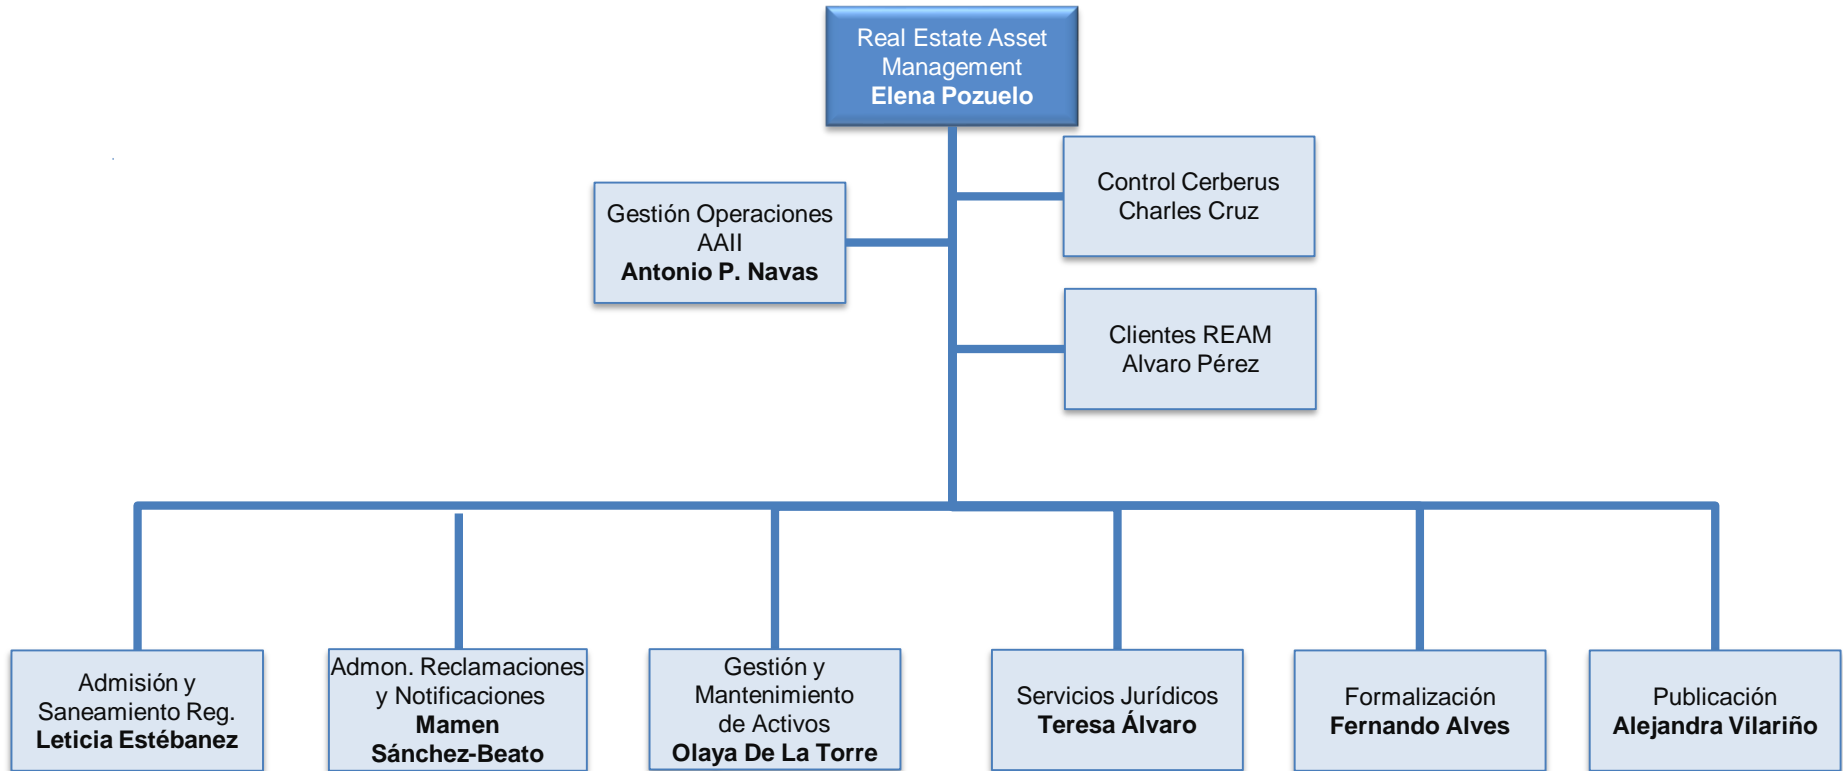 Real Estate Asset
Management
Elena Pozuelo
Control Cerberus
Charles Cruz
Gestión Operaciones
AAII
Antonio P. Navas
Clientes REAM
Alvaro Pérez
Admisión y
Saneamiento Reg.
Leticia Estébanez
Admon. Reclamaciones
y Notificaciones
Mamen
Sánchez-Beato
Gestión y
Mantenimiento
de Activos
Olaya De La Torre
Servicios Jurídicos
Teresa Álvaro
Formalización
Fernando Alves
Publicación
Alejandra Vilariño